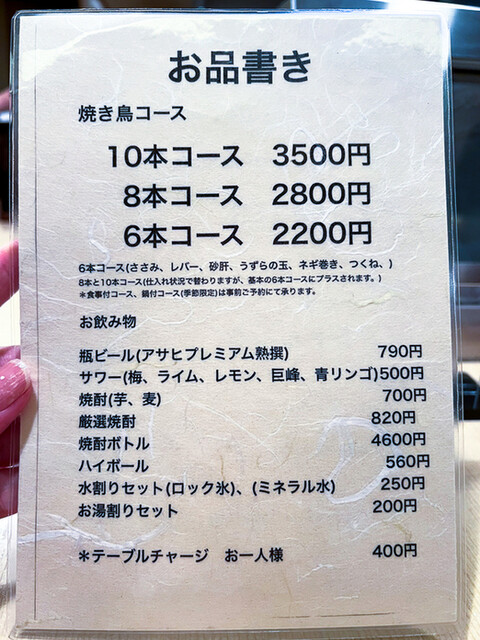 お品書き
焼き鳥コース
10本コース 3500円
8本コース 2800円
6本コース 2200円
6本コース(ささみ、レバー、砂肝、うずらの玉、ネギ巻き、つくね、)
8本と10本コース(仕入れ状況で替わりますが、基本の6本コースにプラスされます。)
＊食事付コース、鍋付コース(季節限定)は事前ご予約にて承ります。
お飲み物
瓶ビール(アサヒプレミアム熟撰) 790円
サワー(梅、ライム、レモン、巨峰、青リンゴ)500円
焼酎(芋、麦) 700円
厳選焼酎 820円
焼酎ボトル 4600円
ハイボール 560円
水割りセット(ロック氷)、(ミネラル水) 250円
お湯割りセット 200円
＊テーブルチャージ お一人様 400円